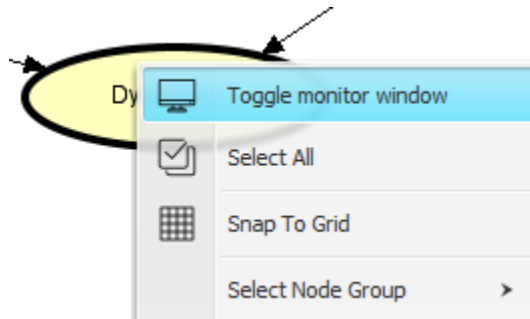 Dy
Toggle monitor window
Select All
Snap To Grid
Select Node Group